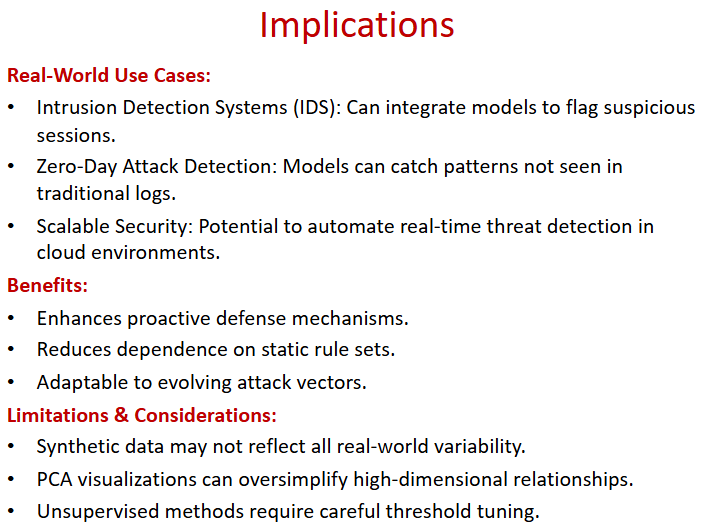 Implications
Real-World Use Cases:
• Intrusion Detection Systems (IDS): Can integrate models to flag suspicious
sessions.
• Zero-Day Attack Detection: Models can catch patterns not seen in
traditional logs.
• Scalable Security: Potential to automate real-time threat detection in
cloud environments.
Benefits:
• Enhances proactive defense mechanisms.
• Reduces dependence on static rule sets.
• Adaptable to evolving attack vectors.
Limitations & Considerations:
• Synthetic data may not reflect all real-world variability.
• PCA visualizations can oversimplify high-dimensional relationships.
• Unsupervised methods require careful threshold tuning.